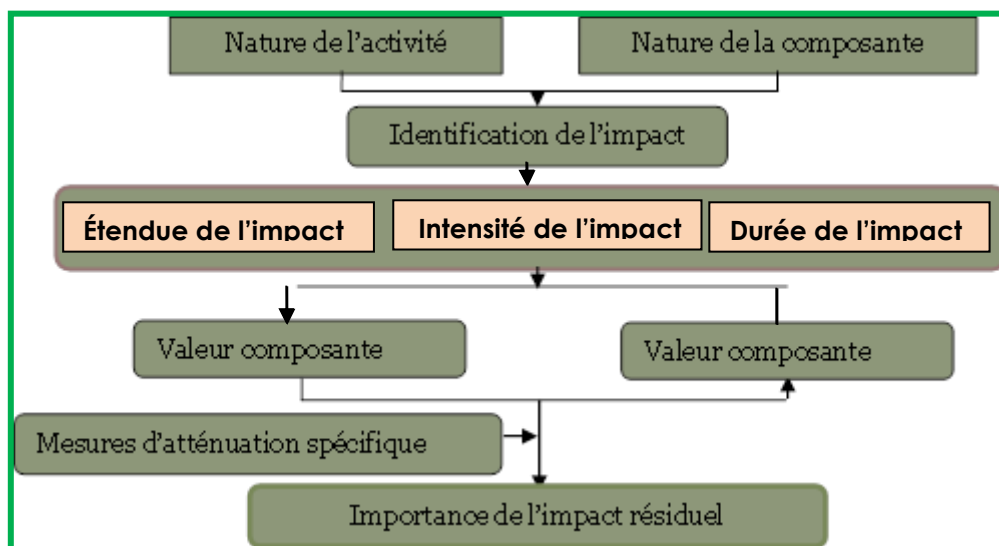 Nature de l'activité
Nature de la composante
Identification de l'impact
Étendue de l'impact
Intensité de l'impact
Durée de l'impact
Valeur composante
Valeur composante
Mesures d'atténuation spécifique
Importance de l'impact résiduel